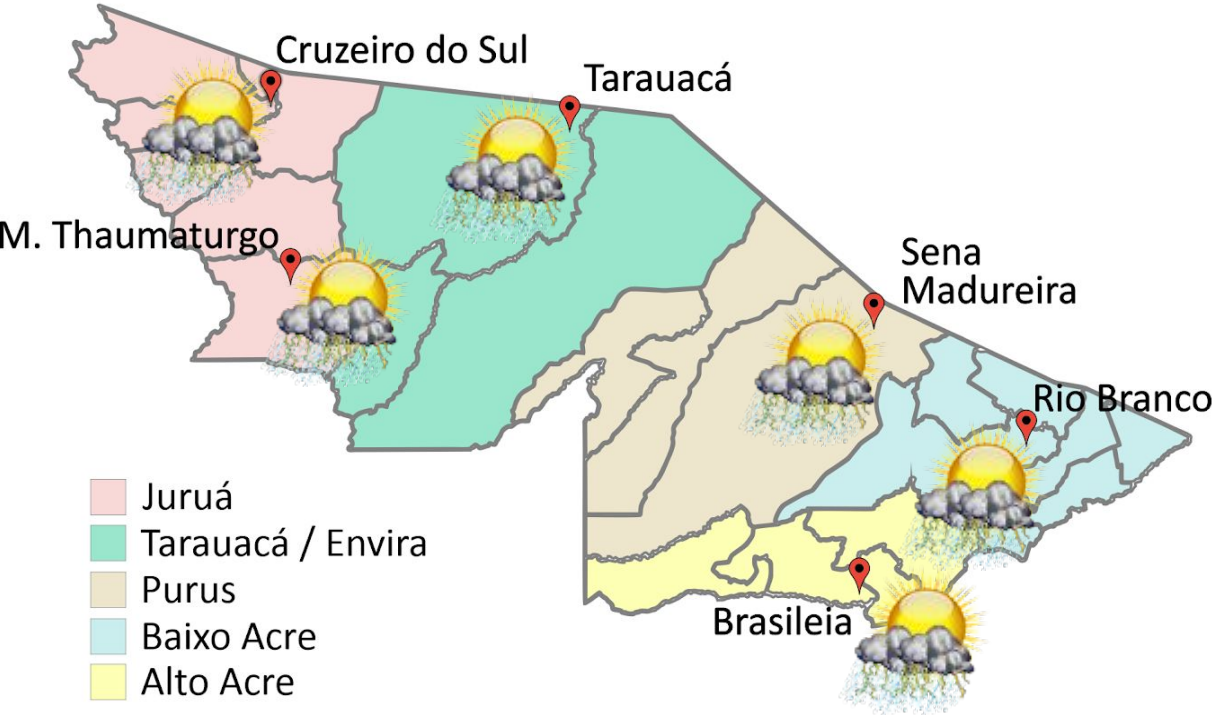 Cruzeiro do Sul
Tarauacá
M. Thaumaturgo
Sena
Madureira
Rio Branco
Brasileia
Juruá
Tarauacá / Envira
Purus
Baixo Acre
Alto Acre